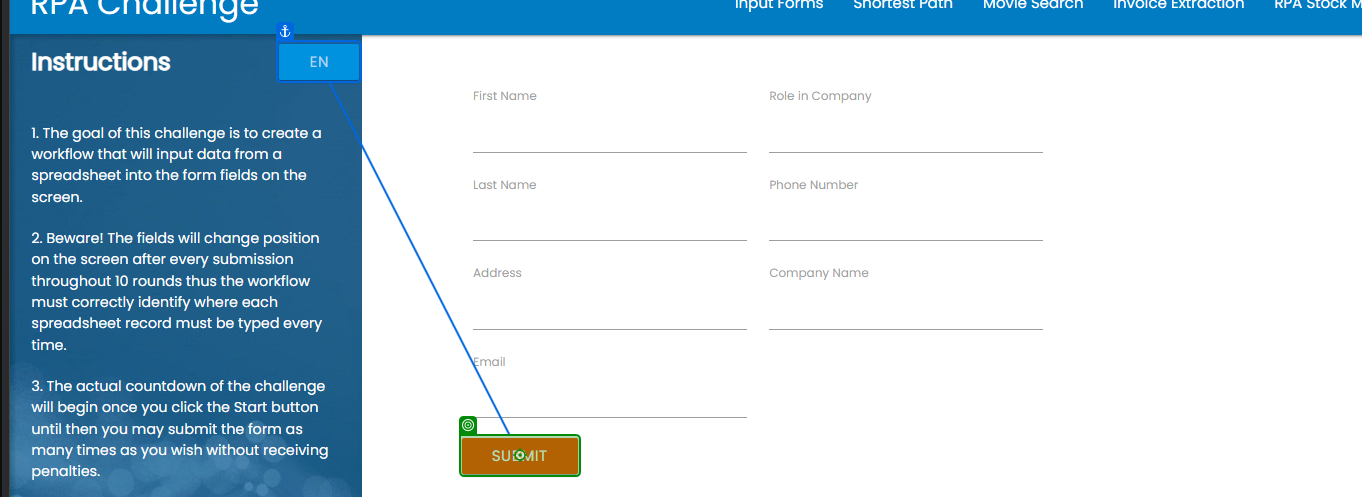 RPA Challenge
Input Forms Shortest Path Movie Search Invoice Extraction RPA Stock M
Instructions
EN
1. The goal of this challenge is to create a
workflow that will input data from a
spreadsheet into the form fields on the
screen.
2. Beware! The fields will change position
on the screen after every submission
throughout 10 rounds thus the workflow
must correctly identify where each
spreadsheet record must be typed every
time.
3. The actual countdown of the challenge
will begin once you click the Start button
until then you may submit the form as
many times as you wish without receiving
penalties.
First Name
Role in Company
Last Name
Phone Number
Address
Company Name
Email
SUBMIT